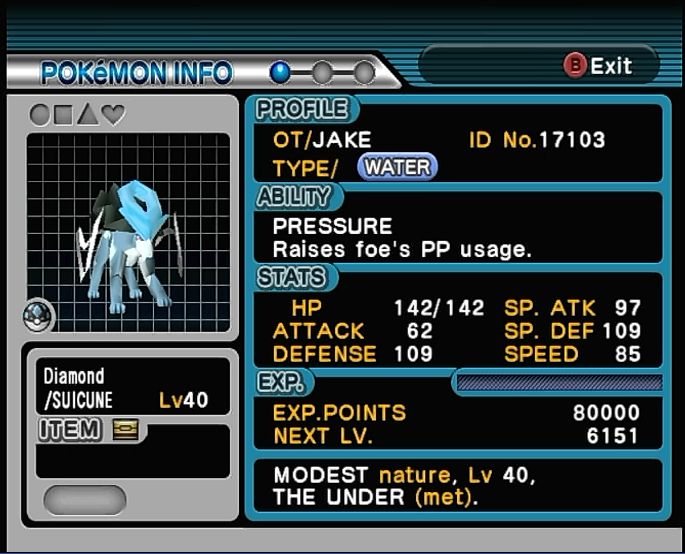 POKéMON INFO
B Exit
PROFILE
OT/JAKE ID No.17103
TYPE/ WATER
ABILITY
PRESSURE
Raises foe's PP usage.
STATS
HP 142/142 SP. ATK 97
ATTACK 62 SP. DEF 109
DEFENSE 109 SPEED 85
Diamond
/SUICUNE Lv40
ITEM
EXP.
EXP.POINTS 80000
NEXT LV. 6151
MODEST nature, Lv 40,
THE UNDER (met).